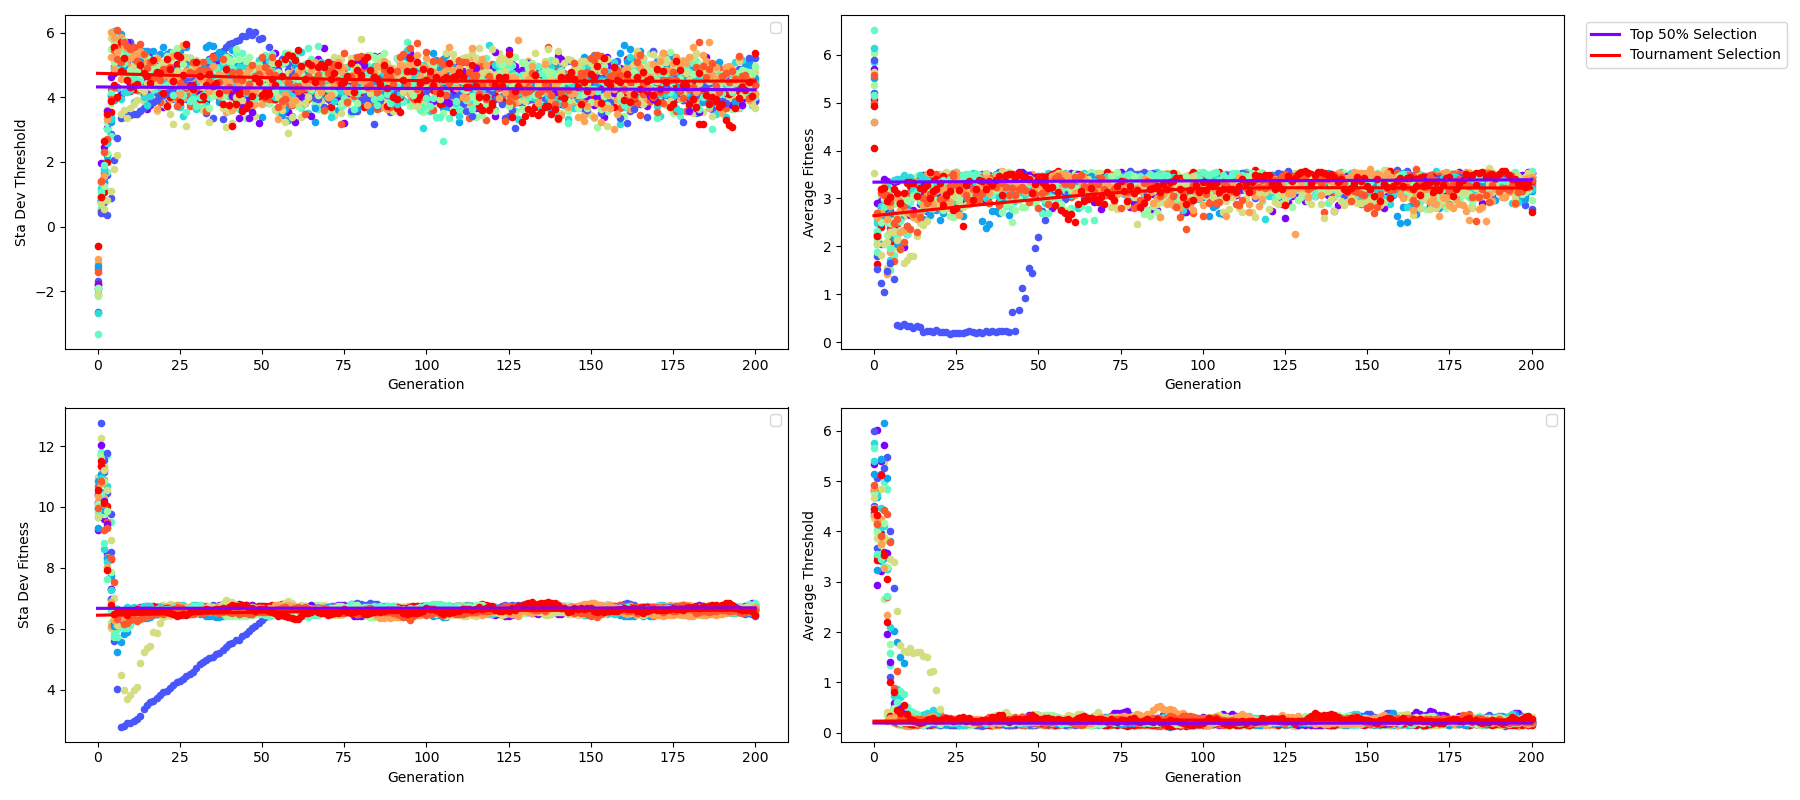 Sta Dev Threshold
6
4
2
0
−2
0 25 50 75 100 125 150 175 200
Generation
Average Fritness
6
5
4
3
2
1
0
0 25 50 75 100 125 150 175 200
Generation
Top 50% Selection
Tournament Selection
Sta Dev Fitness
12
10
8
6
4
0 25 50 75 100 125 150 175 200
Generation
Average Threshold
6
5
4
3
2
1
0
0 25 50 75 100 125 150 175 200
Generation